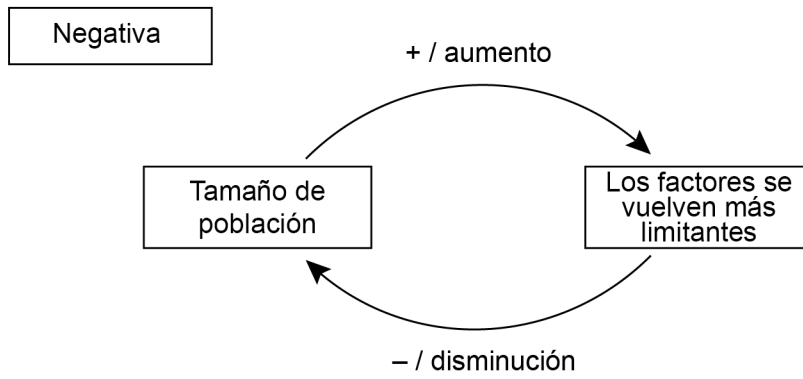 Negativa
+ / aumento
Tamaño de
población
Los factores se
vuelven más
limitantes
– / disminución